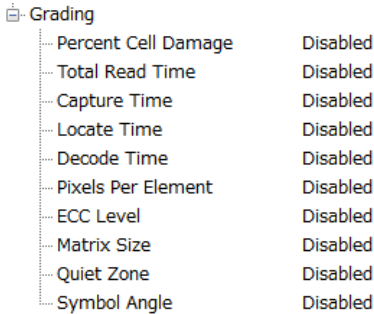 Grading
Percent Cell Damage Disabled
Total Read Time Disabled
Capture Time Disabled
Locate Time Disabled
Decode Time Disabled
Pixels Per Element Disabled
ECC Level Disabled
Matrix Size Disabled
Quiet Zone Disabled
Symbol Angle Disabled